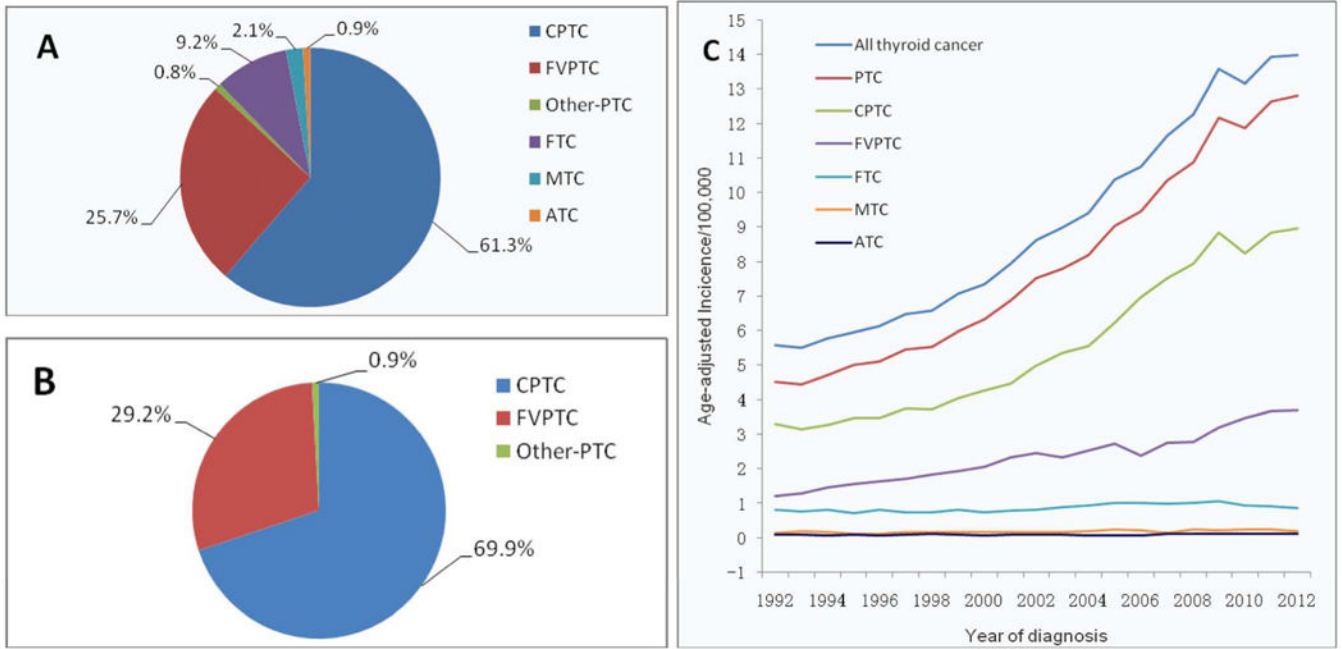 A
2.1%
0.9%
9.2%
0.8%
25.7%
61.3%
CPTC
FVPTC
Other-PTC
FTC
MTC
ATC
B
0.9%
29.2%
69.9%
CPTC
FVPTC
Other-PTC
C
Age-adjusted Incicence/100,000
15
14
13
12
11
10
9
8
7
6
5
4
3
2
1
0
-1
All thyroid cancer
PTC
CPTC
FVPTC
FTC
MTC
ATC
1992 1994 1996 1998 2000 2002 2004 2006 2008 2010 2012
Year of diagnosis